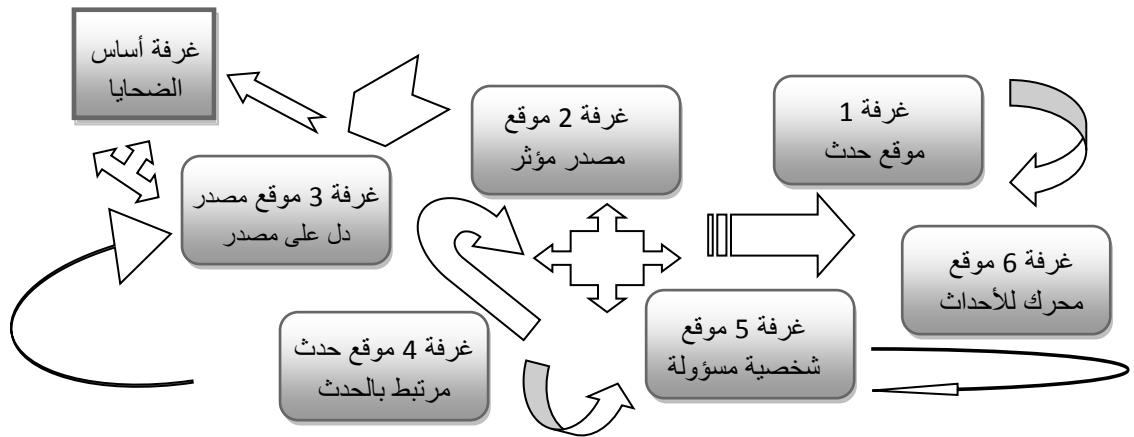 غرفة أساس
الضحايا
غرفة 1
موقع حدث
غرفة 2 موقع
مصدر مؤثر
غرفة 3 موقع مصدر
دل على مصدر
غرفة 6 موقع
محرك للأحداث
غرفة 5 موقع
شخصية مسؤولة
غرفة 4 موقع حدث
مرتبط بالحدث